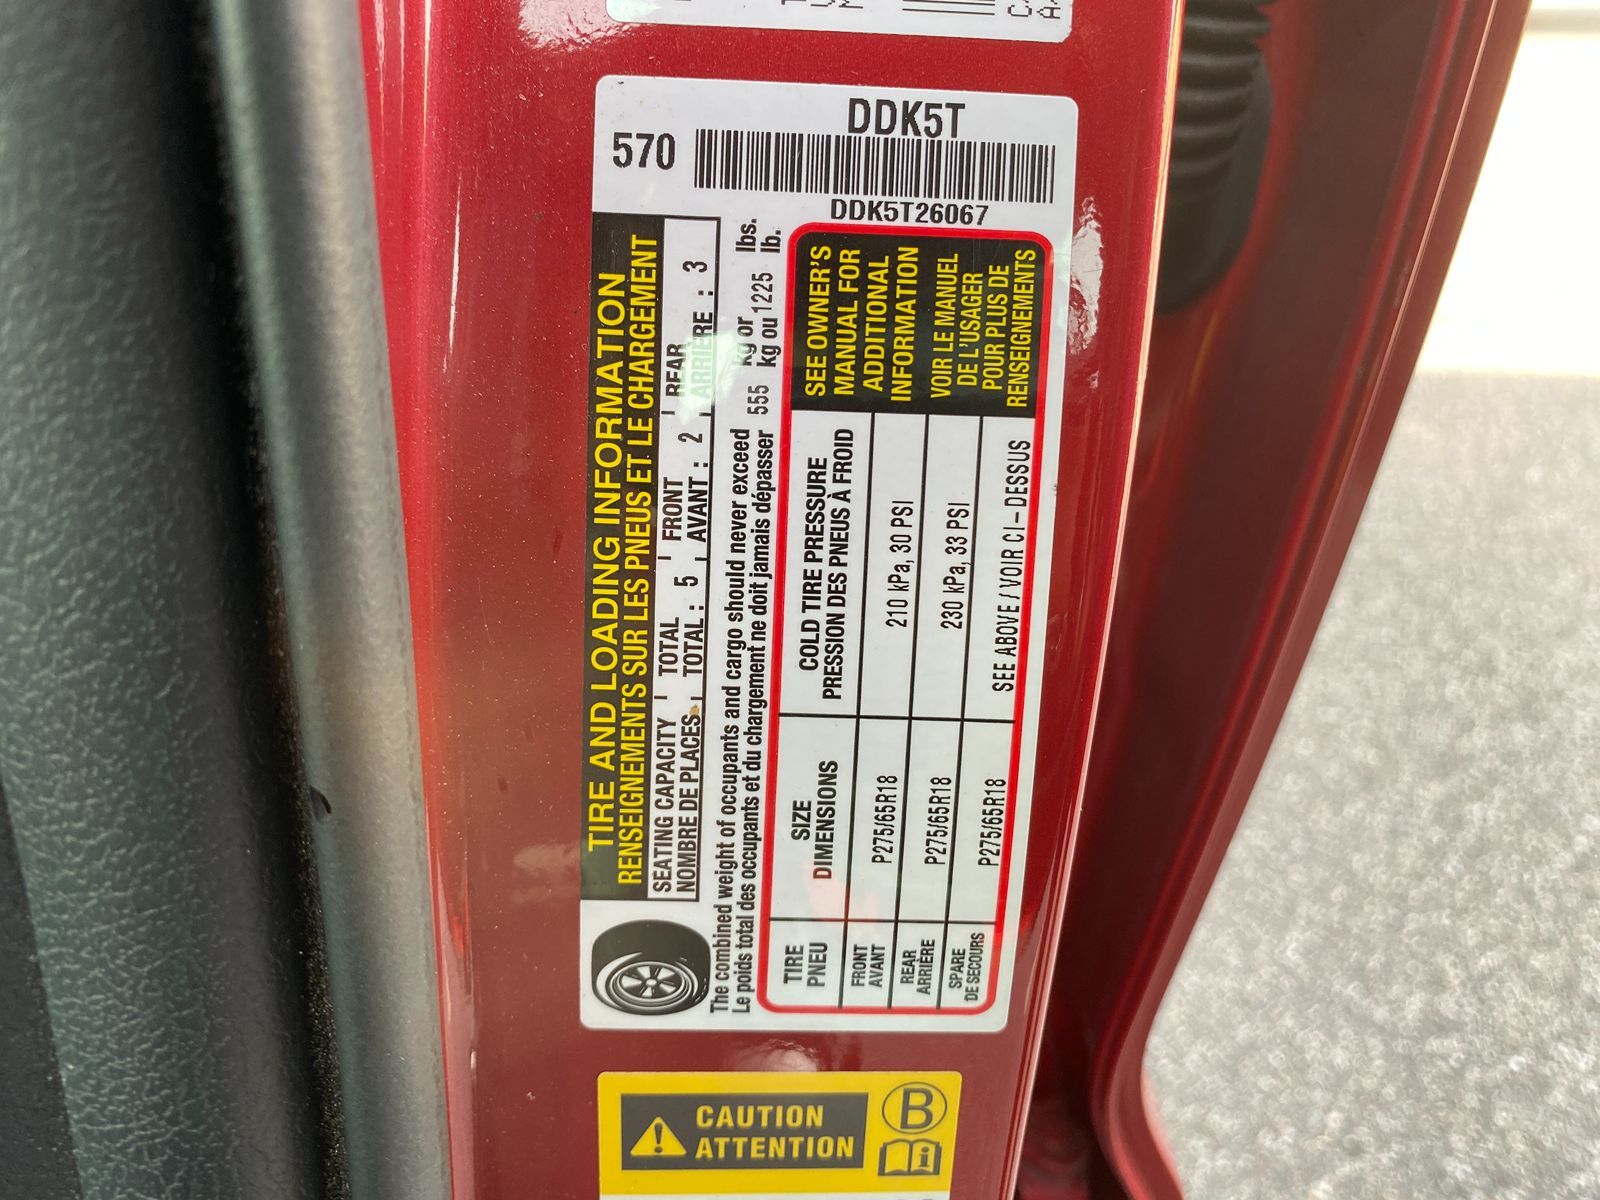 DDK5T
570
DDK5T26067
TIRE AND LOADING INFORMATION
RENSEIGNEMENTS SUR LES PNEUS ET LE CHARGEMENT
SEATING CAPACITY TOTAL FRONT REAR
NOMBRE DE PLACES TOTAL : 5 AVANT : 2 ARRIÈRE : 3
The combined weight of occupants and cargo should never exceed kg or lbs.
Le poids total des occupants et du chargement ne doit jamais dépasser 555 kg ou 1225 lb.
TIRE SIZE COLD TIRE PRESSURE
PNEU DIMENSIONS PRESSION DES PNEUS À FROID
FRONT
AVANT P275/65R18 210 kPa, 30 PSI
REAR
ARRIÈRE P275/65R18 230 kPa, 33 PSI
SPARE
DE SECOURS P275/65R18 SEE ABOVE / VOIR CI-DESSUS
SEE OWNER'S
MANUAL FOR
ADDITIONAL
INFORMATION
VOIR LE MANUEL
DE L'USAGER
POUR PLUS DE
RENSEIGNEMENTS
CAUTION
ATTENTION
B
i